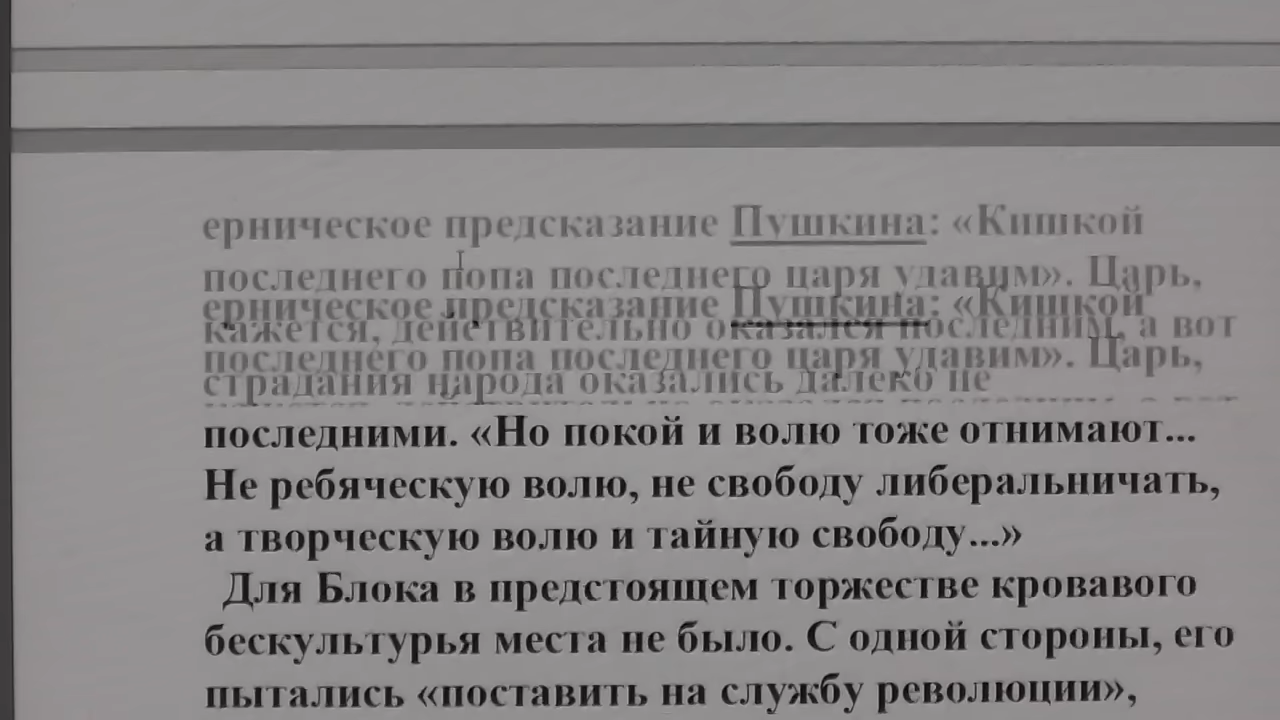 ерническое предсказание Пушкина: «Кишкой
последнего попа последнего царя удавим». Царь,
ерническое предсказание Пушкина: «Кишкой
кажется, действительно оказался последним, а вот
последнего попа последнего царя удавим». Царь,
страдания народа оказались далеко не
последними. «Но покой и волю тоже отнимают...
Не ребяческую волю, не свободу либеральничать,
а творческую волю и тайную свободу...»
Для Блока в предстоящем торжестве кровавого
бескультурья места не было. С одной стороны, его
пытались «поставить на службу революции»,